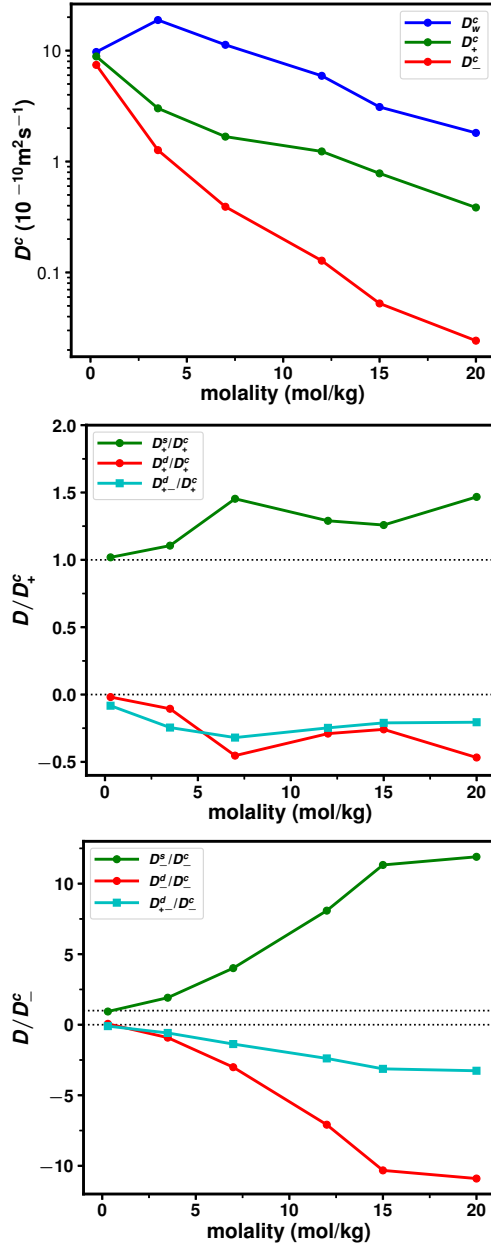 D^c_w
D^c_+
D^c_−
10
1
0.1
D^c (10^−10 m²s^−1)
0 5 10 15 20
molality (mol/kg)
2.0
1.5
1.0
0.5
0.0
−0.5
D^s_+/D^c_+
D^d_+/D^c_+
D^d_+−/D^c_+
D/D^c_+
0 5 10 15 20
molality (mol/kg)
10
5
0
−5
−10
D^s_−/D^c_−
D^d_−/D^c_−
D^d_+−/D^c_−
D/D^c_−
0 5 10 15 20
molality (mol/kg)